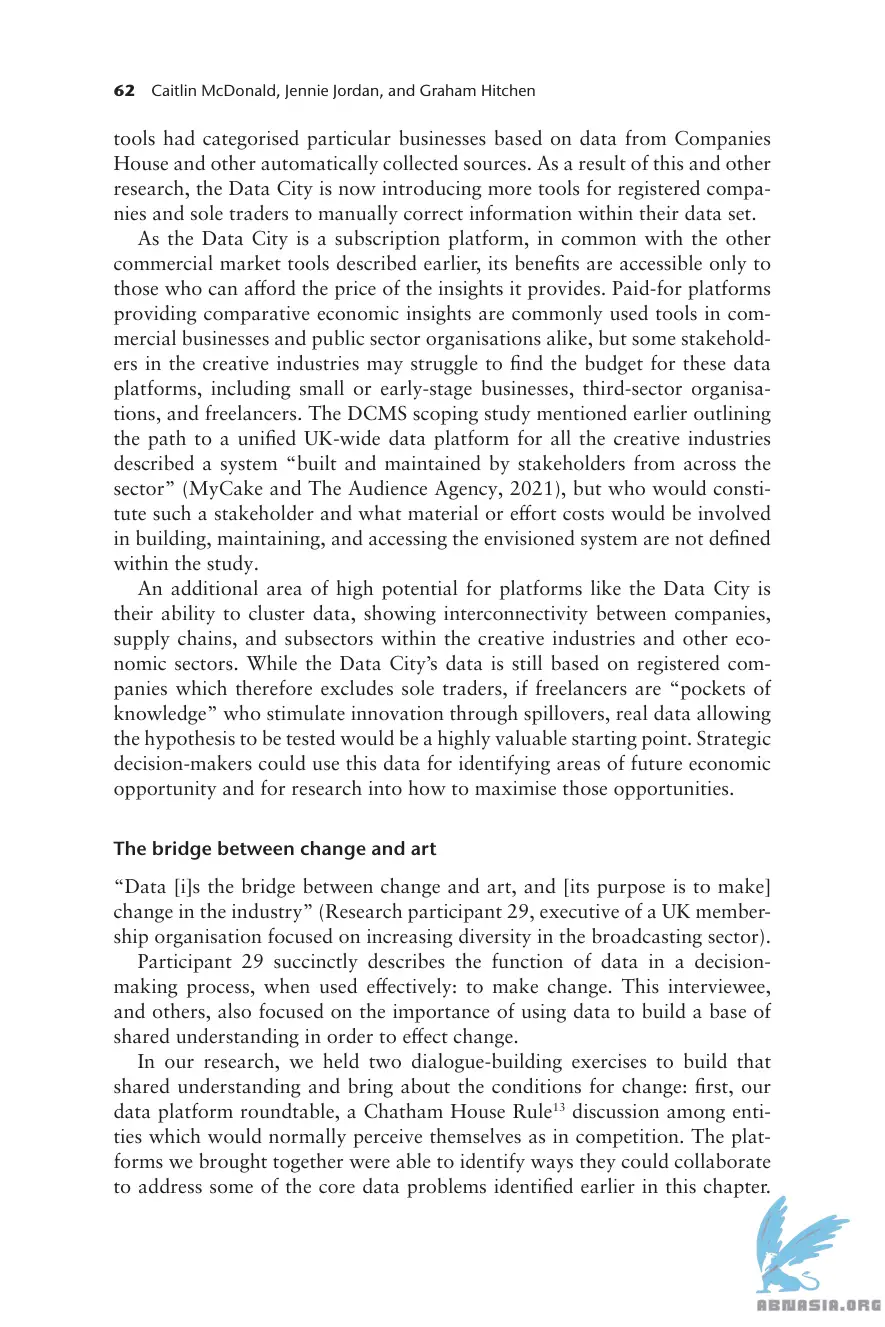 62 Caitlin McDonald, Jennie Jordan, and Graham Hitchen
tools had categorised particular businesses based on data from Companies
House and other automatically collected sources. As a result of this and other
research, the Data City is now introducing more tools for registered compa-
nies and sole traders to manually correct information within their data set.
As the Data City is a subscription platform, in common with the other
commercial market tools described earlier, its benefits are accessible only to
those who can afford the price of the insights it provides. Paid-for platforms
providing comparative economic insights are commonly used tools in com-
mercial businesses and public sector organisations alike, but some stakehold-
ers in the creative industries may struggle to find the budget for these data
platforms, including small or early-stage businesses, third-sector organisa-
tions, and freelancers. The DCMS scoping study mentioned earlier outlining
the path to a unified UK-wide data platform for all the creative industries
described a system “built and maintained by stakeholders from across the
sector” (MyCake and The Audience Agency, 2021), but who would consti-
tute such a stakeholder and what material or effort costs would be involved
in building, maintaining, and accessing the envisioned system are not defined
within the study.
An additional area of high potential for platforms like the Data City is
their ability to cluster data, showing interconnectivity between companies,
supply chains, and subsectors within the creative industries and other eco-
nomic sectors. While the Data City’s data is still based on registered com-
panies which therefore excludes sole traders, if freelancers are “pockets of
knowledge” who stimulate innovation through spillovers, real data allowing
the hypothesis to be tested would be a highly valuable starting point. Strategic
decision-makers could use this data for identifying areas of future economic
opportunity and for research into how to maximise those opportunities.
The bridge between change and art
“Data [i]s the bridge between change and art, and [its purpose is to make]
change in the industry” (Research participant 29, executive of a UK member-
ship organisation focused on increasing diversity in the broadcasting sector).
Participant 29 succinctly describes the function of data in a decision-
making process, when used effectively: to make change. This interviewee,
and others, also focused on the importance of using data to build a base of
shared understanding in order to effect change.
In our research, we held two dialogue-building exercises to build that
shared understanding and bring about the conditions for change: first, our
data platform roundtable, a Chatham House Rule¹³ discussion among enti-
ties which would normally perceive themselves as in competition. The plat-
forms we brought together were able to identify ways they could collaborate
to address some of the core data problems identified earlier in this chapter.
ABNASIA.ORG